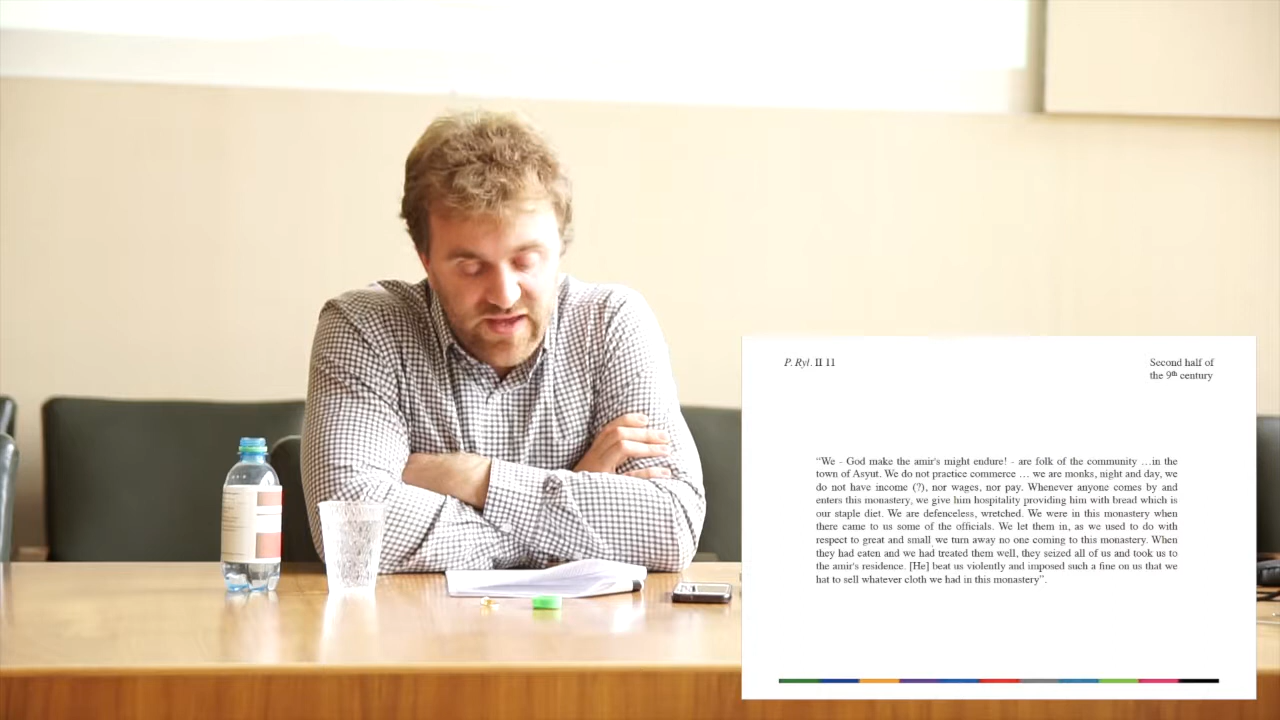 P. Ryl. II 11
Second half of
the 9th century
“We - God make the amir's might endure! - are folk of the community …in the
town of Asyut. We do not practice commerce … we are monks, night and day, we
do not have income (?), nor wages, nor pay. Whenever anyone comes by and
enters this monastery, we give him hospitality providing him with bread which is
our staple diet. We are defenceless, wretched. We were in this monastery when
there came to us some of the officials. We let them in, as we used to do with
respect to great and small we turn away no one coming to this monastery. When
they had eaten and we had treated them well, they seized all of us and took us to
the amir's residence. [He] beat us violently and imposed such a fine on us that we
hat to sell whatever cloth we had in this monastery”.